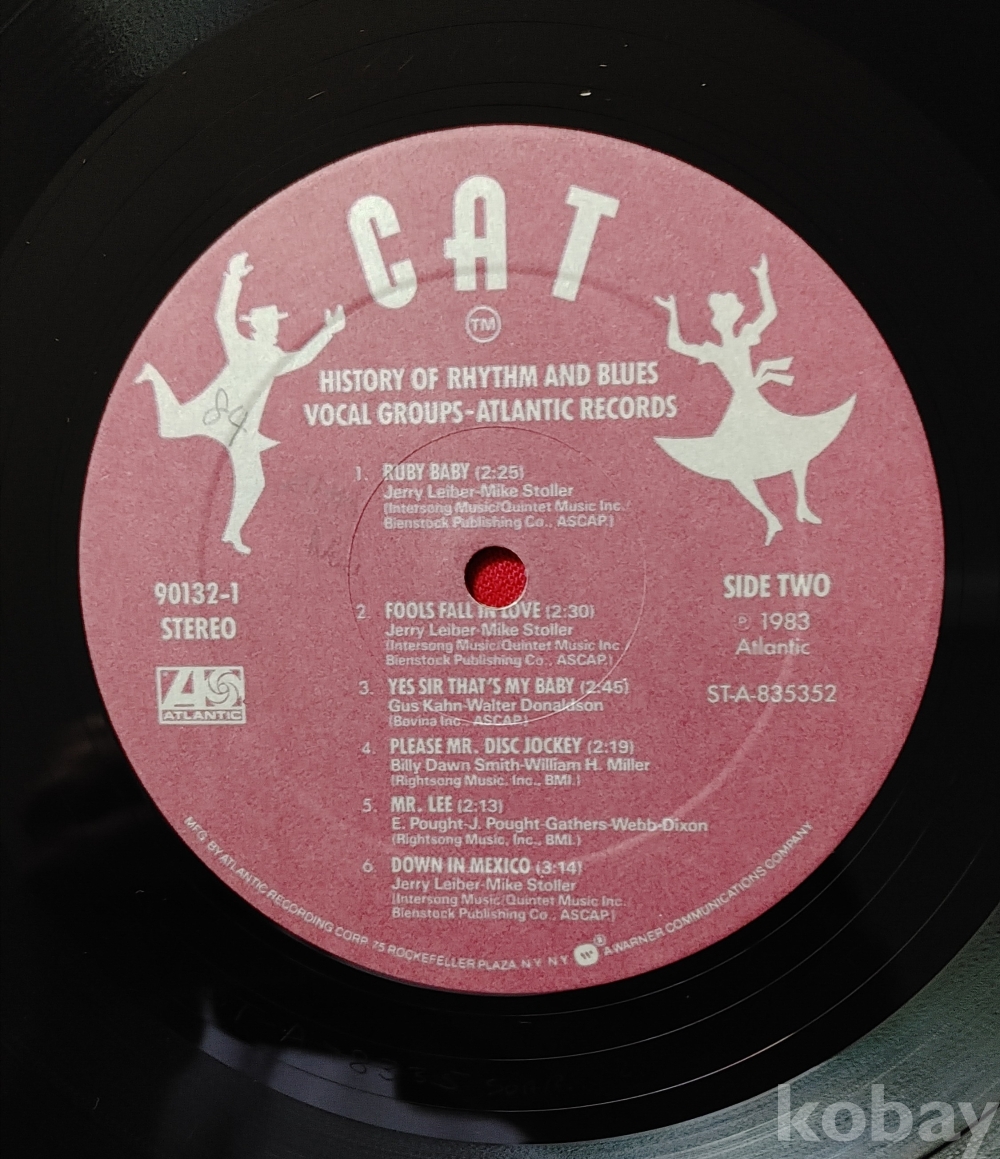 CAT
TM
HISTORY OF RHYTHM AND BLUES
VOCAL GROUPS-ATLANTIC RECORDS
84
1. RUBY BABY (2:25)
Jerry Leiber-Mike Stoller
(Intersong Music/Quintet Music Inc./
Bienstock Publishing Co., ASCAP.)
90132-1
STEREO
ATLANTIC
SIDE TWO
℗ 1983
Atlantic
ST-A-835352
2. FOOLS FALL IN LOVE (2:30)
Jerry Leiber-Mike Stoller
(Intersong Music/Quintet Music Inc./
Bienstock Publishing Co., ASCAP.)
3. YES SIR THAT'S MY BABY (2:45)
Gus Kahn-Walter Donaldson
(Bovina Inc., ASCAP.)
4. PLEASE MR. DISC JOCKEY (2:19)
Billy Dawn Smith-William H. Miller
(Rightsong Music, Inc., BMI.)
5. MR. LEE (2:13)
E. Pought-J. Pought-Gathers-Webb-Dixon
(Rightsong Music, Inc., BMI.)
6. DOWN IN MEXICO (3:14)
Jerry Leiber-Mike Stoller
(Intersong Music/Quintet Music Inc.
Bienstock Publishing Co., ASCAP.)
MFG. BY ATLANTIC RECORDING CORP. 75 ROCKEFELLER PLAZA, N.Y. N.Y. ® A WARNER COMMUNICATIONS COMPANY
kobay